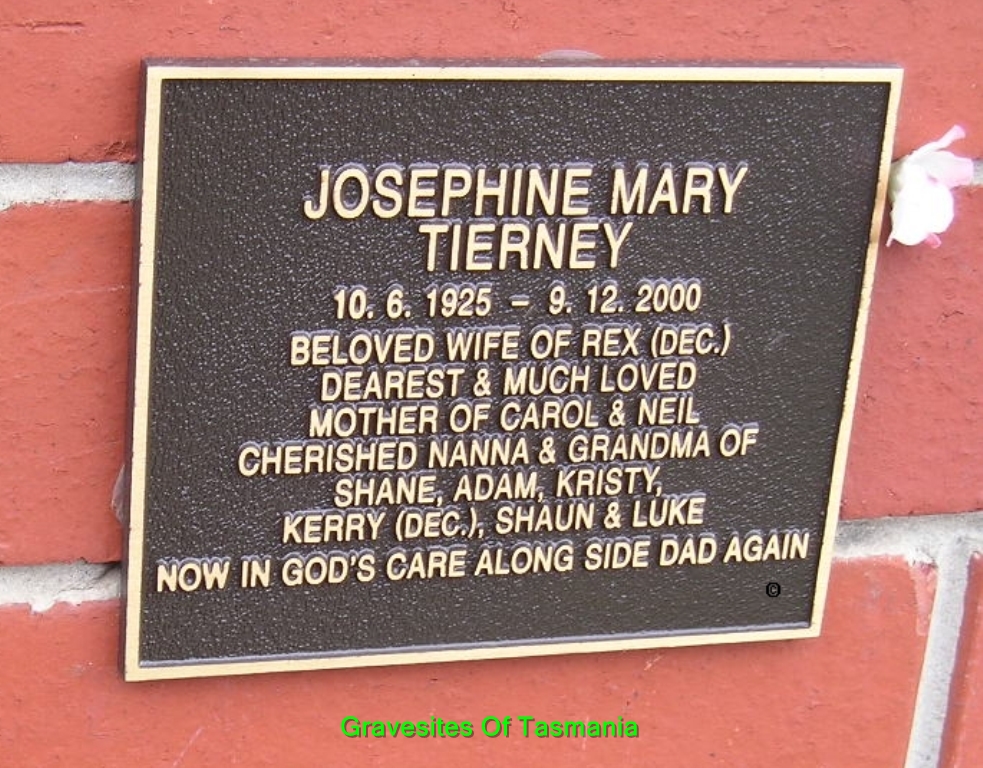 JOSEPHINE MARY
TIERNEY
10. 6. 1925 – 9. 12. 2000
BELOVED WIFE OF REX (DEC.)
DEAREST & MUCH LOVED
MOTHER OF CAROL & NEIL
CHERISHED NANNA & GRANDMA OF
SHANE, ADAM, KRISTY,
KERRY (DEC.), SHAUN & LUKE
NOW IN GOD'S CARE ALONG SIDE DAD AGAIN
©
Gravesites Of Tasmania